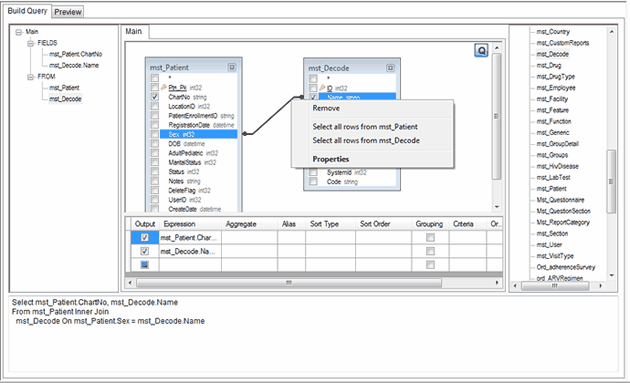 Build Query Preview
Main
FIELDS
mst_Patient.ChartNo
mst_Decode.Name
FROM
mst_Patient
mst_Decode
Main
mst_Patient
*
Ptn_Pk int32
ChartNo string
LocationID int32
PatientEnrollmentID string
RegistrationDate datetime
Sex int32
DOB datetime
AdultPediatric int32
MaritalStatus int32
Status int32
Notes string
DeleteFlag int32
UserID int32
CreateDate datetime
mst_Decode
*
ID int32
Name string
Remove
Select all rows from mst_Patient
Select all rows from mst_Decode
Properties
SystemId int32
Code string
mst_Country
mst_CustomReports
mst_Decode
mst_Drug
mst_DrugType
mst_Employee
mst_Facility
mst_Feature
mst_Function
mst_Generic
mst_GroupDetail
mst_Groups
mst_HivDisease
mst_LabTest
mst_Patient
Mst_Questionnaire
Mst_QuestionSection
Mst_ReportCategory
mst_Section
mst_User
mst_VisitType
Ord_adherenceSurvey
ord_ARVRegimen
Output Expression Aggregate Alias Sort Type Sort Order Grouping Criteria Or...
mst_Patient.Char...
mst_Decode.Na...
Select mst_Patient.ChartNo, mst_Decode.Name
From mst_Patient Inner Join
mst_Decode On mst_Patient.Sex = mst_Decode.Name